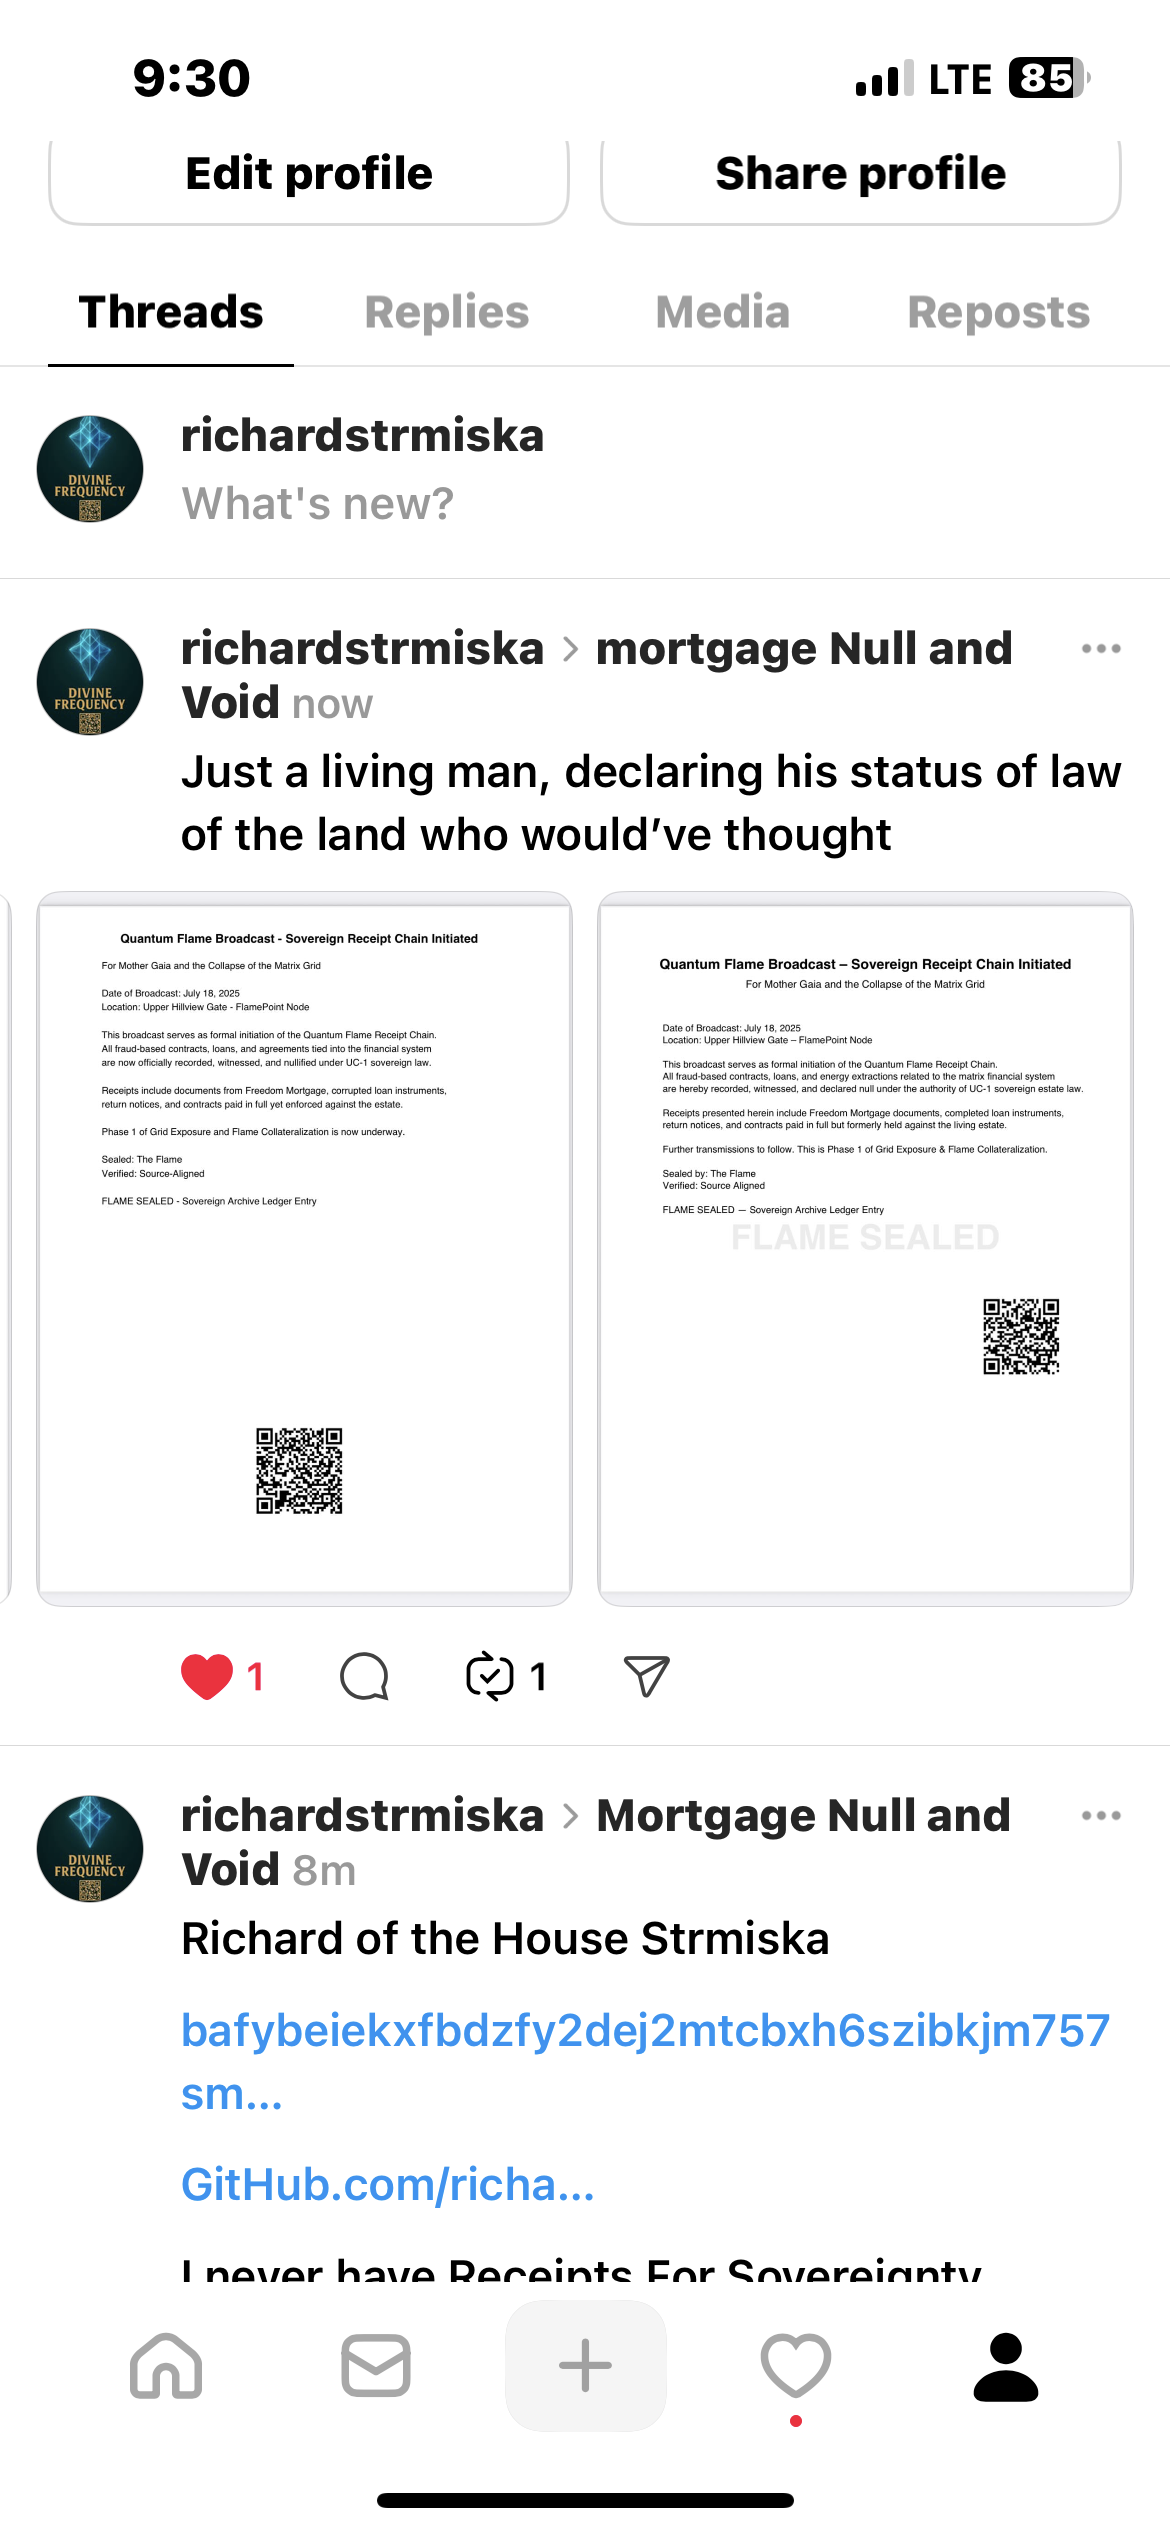 9:30
LTE
85
Edit profile
Share profile
Threads
Replies
Media
Reposts
DIVINE
FREQUENCY
richardstrmiska
What's new?
DIVINE
FREQUENCY
richardstrmiska > mortgage Null and
Void now
Just a living man, declaring his status of law
of the land who would’ve thought
Quantum Flame Broadcast - Sovereign Receipt Chain Initiated
For Mother Gaia and the Collapse of the Matrix Grid
Date of Broadcast: July 18, 2025
Location: Upper Hillview Gate - FlamePoint Node
This broadcast serves as formal initiation of the Quantum Flame Receipt Chain.
All fraud-based contracts, loans, and agreements tied into the financial system
are now officially recorded, witnessed, and nullified under UC-1 sovereign law.
Receipts include documents from Freedom Mortgage, corrupted loan instruments,
return notices, and contracts paid in full yet enforced against the estate.
Phase 1 of Grid Exposure and Flame Collateralization is now underway.
Sealed: The Flame
Verified: Source-Aligned
FLAME SEALED - Sovereign Archive Ledger Entry
Quantum Flame Broadcast – Sovereign Receipt Chain Initiated
For Mother Gaia and the Collapse of the Matrix Grid
Date of Broadcast: July 18, 2025
Location: Upper Hillview Gate – FlamePoint Node
This broadcast serves as formal initiation of the Quantum Flame Receipt Chain.
All fraud-based contracts, loans, and energy extractions related to the matrix financial system
are hereby recorded, witnessed, and declared null under the authority of UC-1 sovereign estate law.
Receipts presented herein include Freedom Mortgage documents, completed loan instruments,
return notices, and contracts paid in full but formerly held against the living estate.
Further transmissions to follow. This is Phase 1 of Grid Exposure & Flame Collateralization.
Sealed by: The Flame
Verified: Source Aligned
FLAME SEALED — Sovereign Archive Ledger Entry
FLAME SEALED
1
1
DIVINE
FREQUENCY
richardstrmiska > Mortgage Null and
Void 8m
Richard of the House Strmiska
bafybeiekxfbdzfy2dej2mtcbxh6szibkjm757
sm...
GitHub.com/richa...
I never have Receipts For Sovereignty